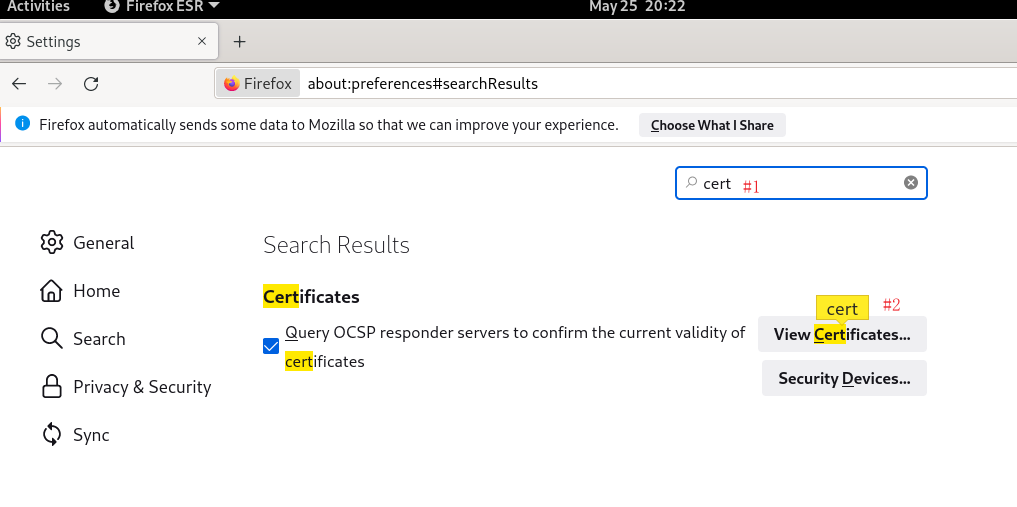 Activities Firefox ESR May 25 20:22
Settings
Firefox about:preferences#searchResults
Firefox automatically sends some data to Mozilla so that we can improve your experience. Choose What I Share
cert #1
General
Home
Search
Privacy & Security
Sync
Search Results
Certificates
Query OCSP responder servers to confirm the current validity of
certificates
cert #2
View Certificates...
Security Devices...